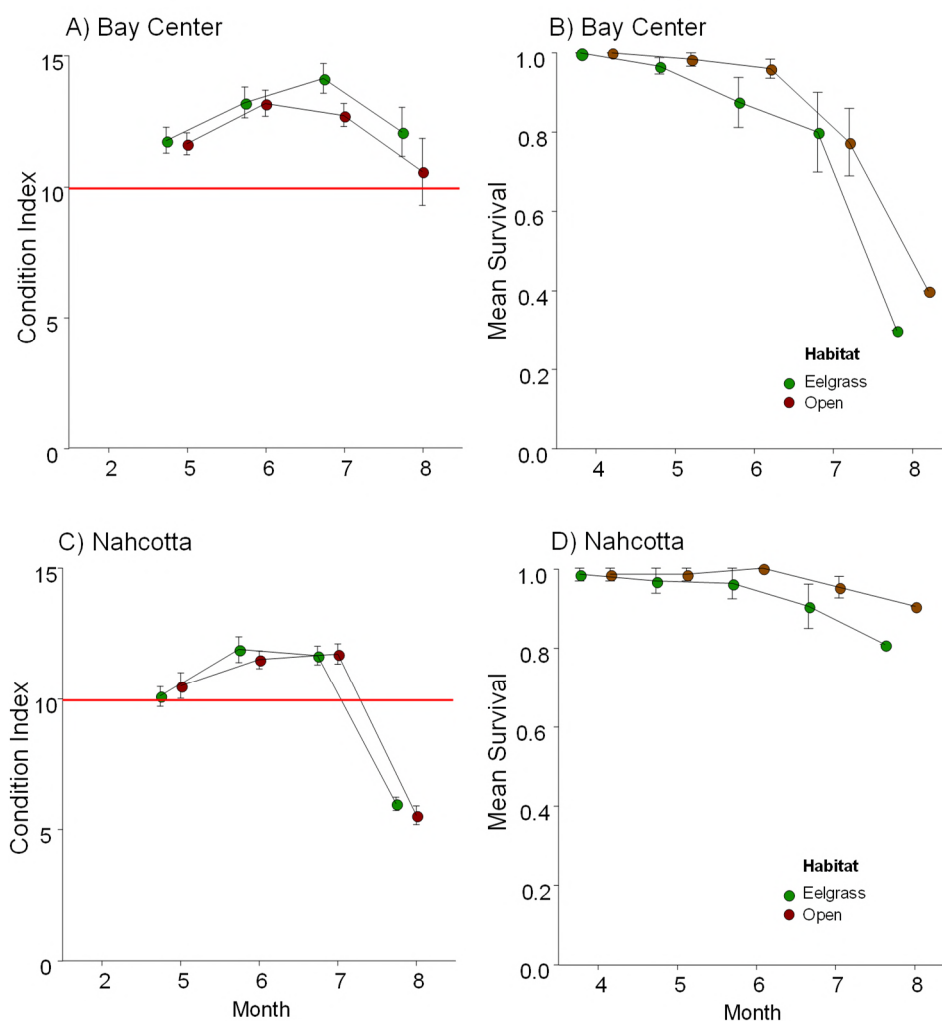 A) Bay Center
15
10
5
0
Condition Index
2 5 6 7 8
B) Bay Center
1.0
0.8
0.6
0.4
0.2
0.0
Mean Survival
Habitat
Eelgrass
Open
4 5 6 7 8
C) Nahcotta
15
10
5
0
Condition Index
2 5 6 7 8
Month
D) Nahcotta
1.0
0.8
0.6
0.4
0.2
0.0
Mean Survival
Habitat
Eelgrass
Open
4 5 6 7 8
Month